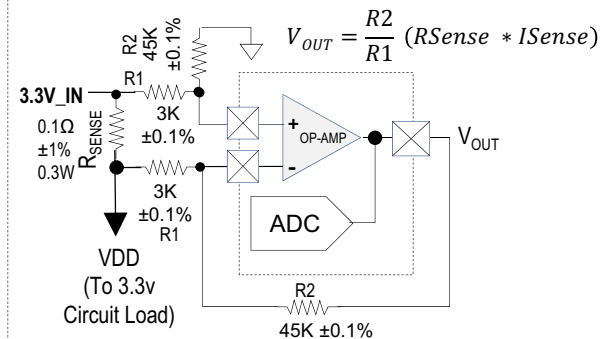 R2
45K
±0.1%
V_OUT = R2/R1 (RSense * ISense)
R1
3.3V_IN
3K
±0.1%
0.1Ω
±1%
0.3W
R_SENSE
+
OP-AMP
-
V_OUT
3K
±0.1%
R1
ADC
VDD
(To 3.3v
Circuit Load)
R2
45K ±0.1%